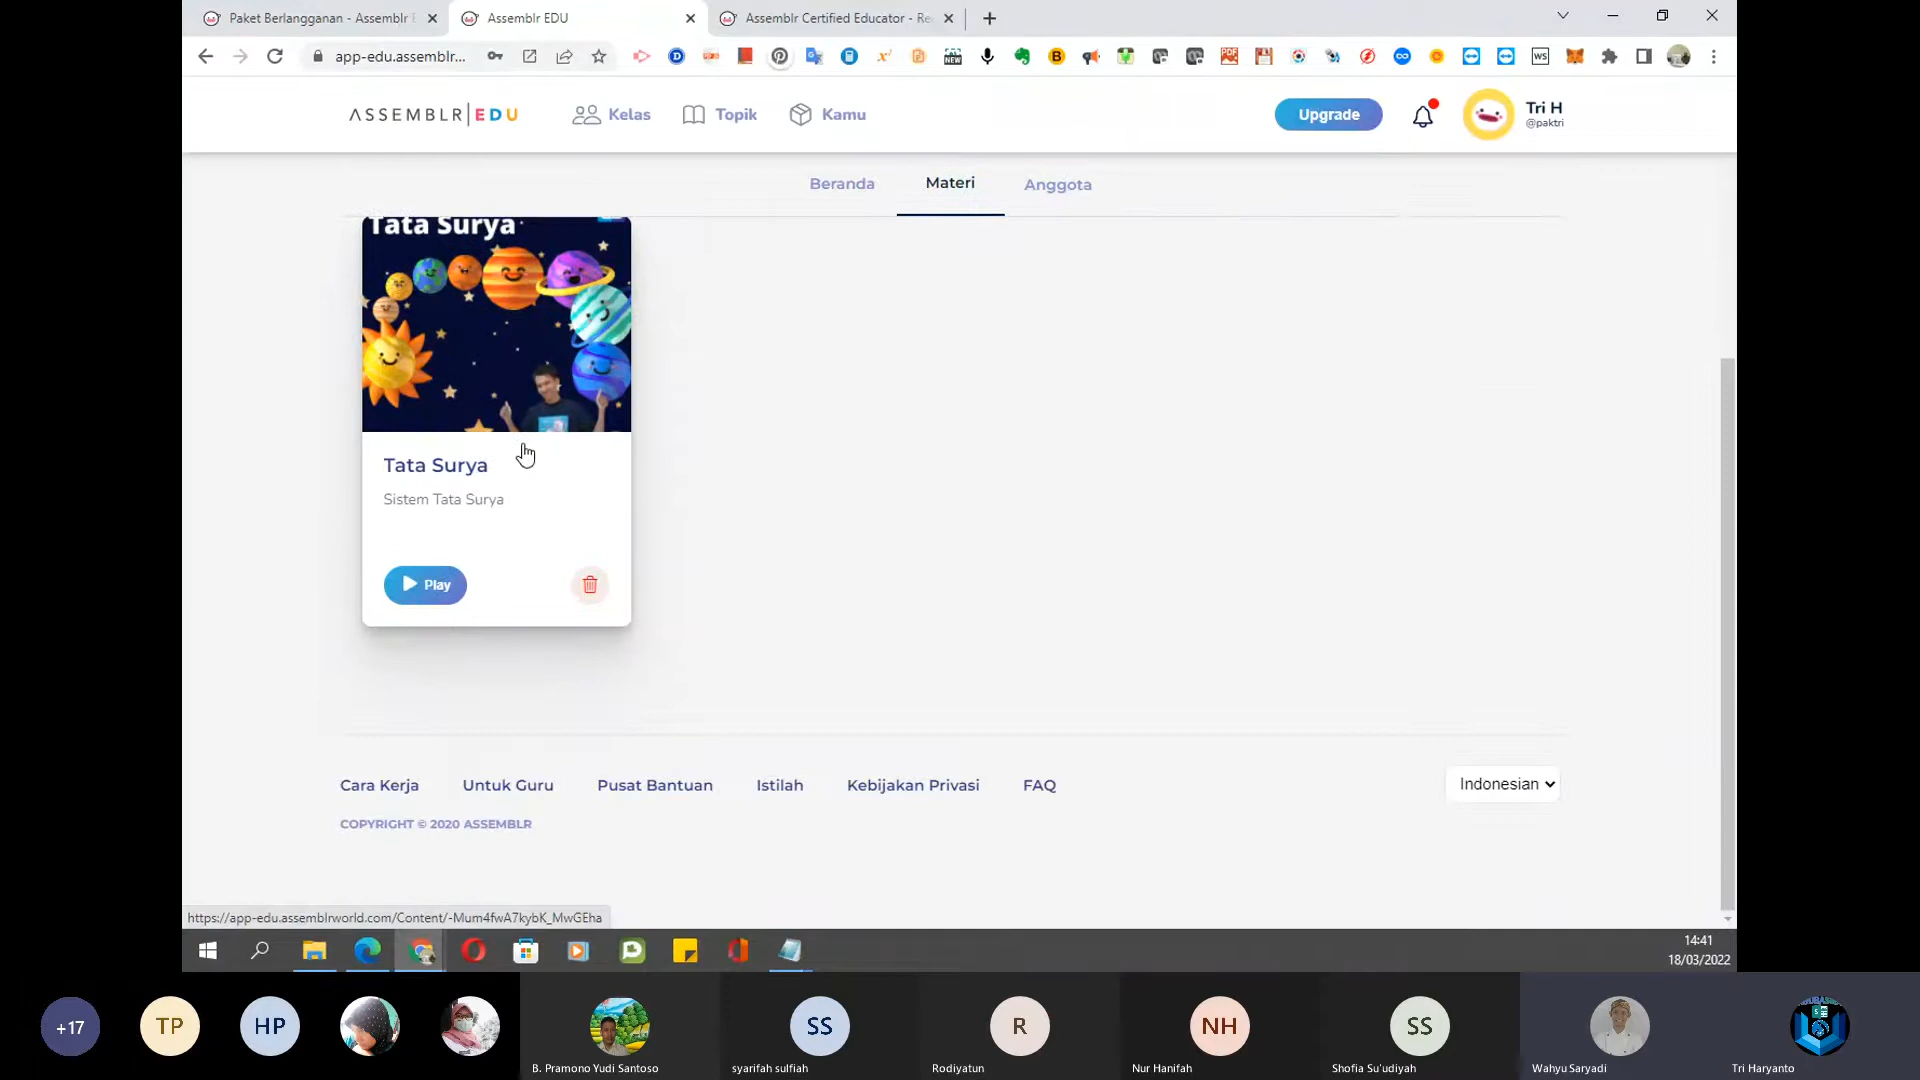 Paket Berlangganan - Assemblr E
Assemblr EDU
Assemblr Certified Educator - Re
app-edu.assemblr...
NEW
PDF
WS
ASSEMBLR|EDU
Kelas
Topik
Kamu
Upgrade
Tri H
@paktri
Beranda
Materi
Anggota
Tata Surya
Tata Surya
Sistem Tata Surya
Play
Cara Kerja
Untuk Guru
Pusat Bantuan
Istilah
Kebijakan Privasi
FAQ
Indonesian
COPYRIGHT © 2020 ASSEMBLR
https://app-edu.assemblrworld.com/Content/-Mum4fwA7kybK_MwGEha
14:41
18/03/2022
+17
TP
HP
SS
R
NH
SS
B. Pramono Yudi Santoso
syarifah sulfiah
Rodiyatun
Nur Hanifah
Shofia Su'udiyah
Wahyu Saryadi
Tri Haryanto